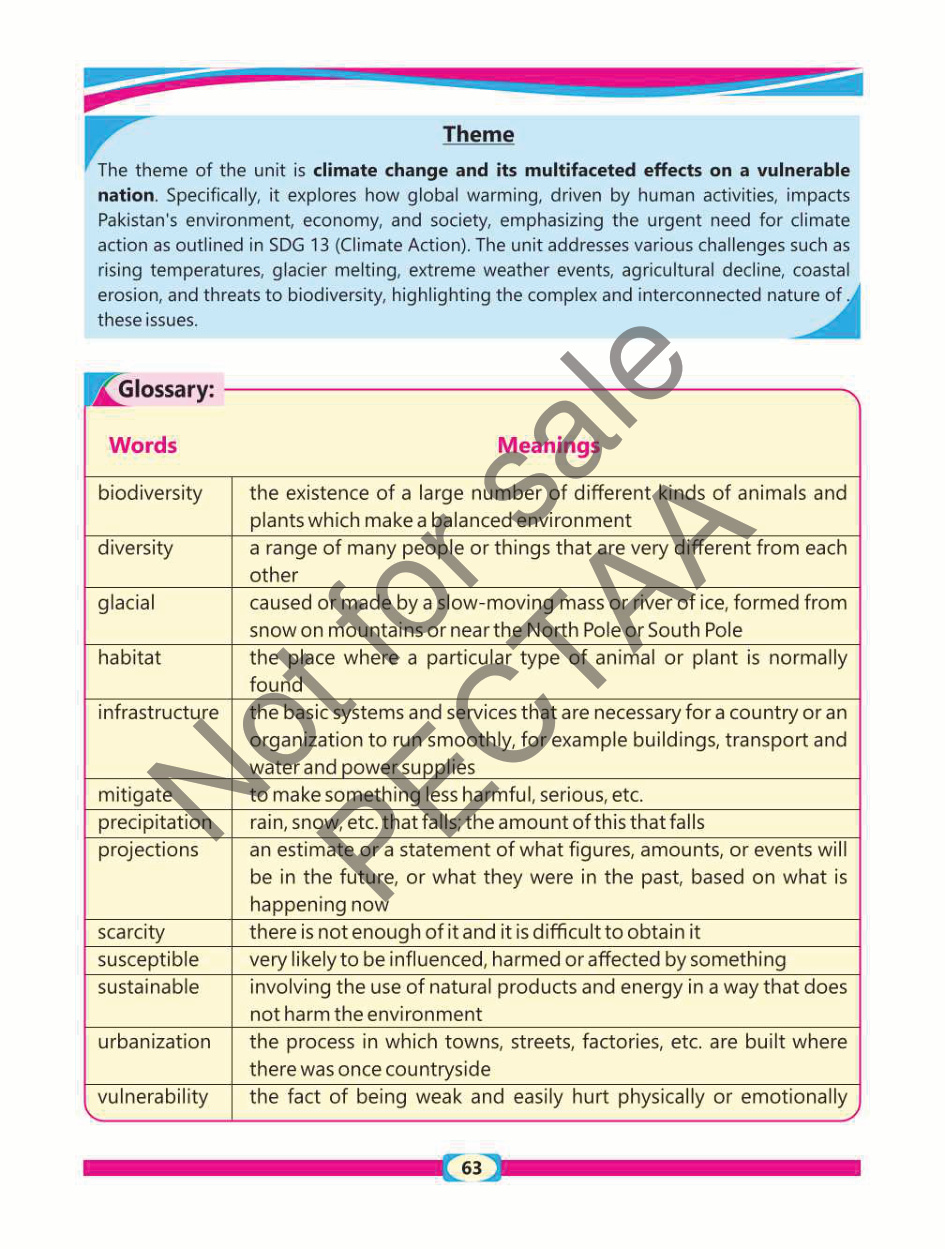 Theme
The theme of the unit is climate change and its multifaceted effects on a vulnerable
nation. Specifically, it explores how global warming, driven by human activities, impacts
Pakistan's environment, economy, and society, emphasizing the urgent need for climate
action as outlined in SDG 13 (Climate Action). The unit addresses various challenges such as
rising temperatures, glacier melting, extreme weather events, agricultural decline, coastal
erosion, and threats to biodiversity, highlighting the complex and interconnected nature of .
these issues.
Glossary:
Words Meanings
biodiversity the existence of a large number of different kinds of animals and
plants which make a balanced environment
diversity a range of many people or things that are very different from each
other
glacial caused or made by a slow-moving mass or river of ice, formed from
snow on mountains or near the North Pole or South Pole
habitat the place where a particular type of animal or plant is normally
found
infrastructure the basic systems and services that are necessary for a country or an
organization to run smoothly, for example buildings, transport and
water and power supplies
mitigate to make something less harmful, serious, etc.
precipitation rain, snow, etc. that falls; the amount of this that falls
projections an estimate or a statement of what figures, amounts, or events will
be in the future, or what they were in the past, based on what is
happening now
scarcity there is not enough of it and it is difficult to obtain it
susceptible very likely to be influenced, harmed or affected by something
sustainable involving the use of natural products and energy in a way that does
not harm the environment
urbanization the process in which towns, streets, factories, etc. are built where
there was once countryside
vulnerability the fact of being weak and easily hurt physically or emotionally
63
Not for sale
PECTAA